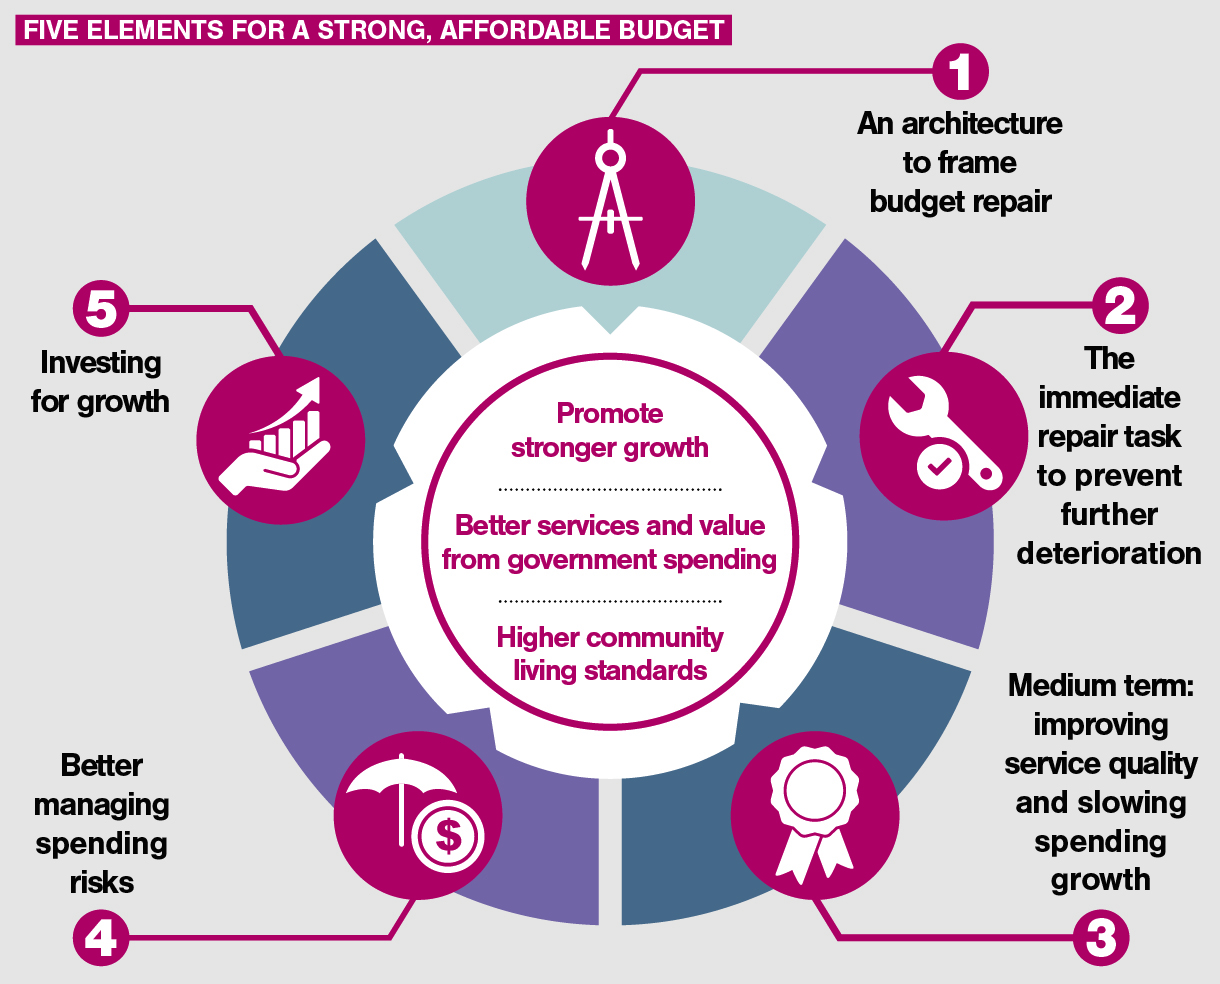 FIVE ELEMENTS FOR A STRONG, AFFORDABLE BUDGET
1
An architecture
to frame
budget repair
2
The
immediate
repair task
to prevent
further
deterioration
Medium term:
improving
service quality
and slowing
spending
growth
3
Better
managing
spending
risks
4
5
Investing
for growth
Promote
stronger growth
Better services and value
from government spending
Higher community
living standards
$